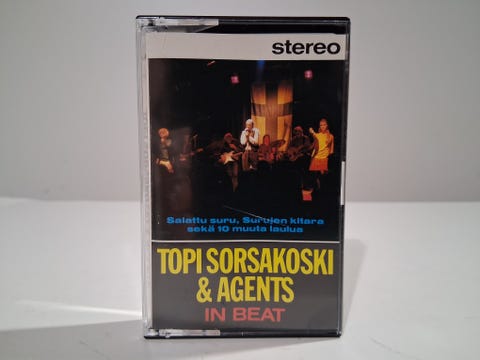 stereo
Salattu suru, Surujen kitara
sekä 10 muuta laulua
TOPI SORSAKOSKI
& AGENTS
IN BEAT